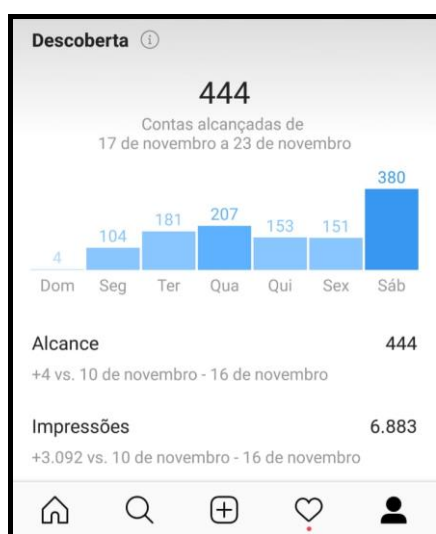 Descoberta
444
Contas alcançadas de
17 de novembro a 23 de novembro
4 104 181 207 153 151 380
Dom Seg Ter Qua Qui Sex Sáb
Alcance 444
+4 vs. 10 de novembro - 16 de novembro
Impressões 6.883
+3.092 vs. 10 de novembro - 16 de novembro